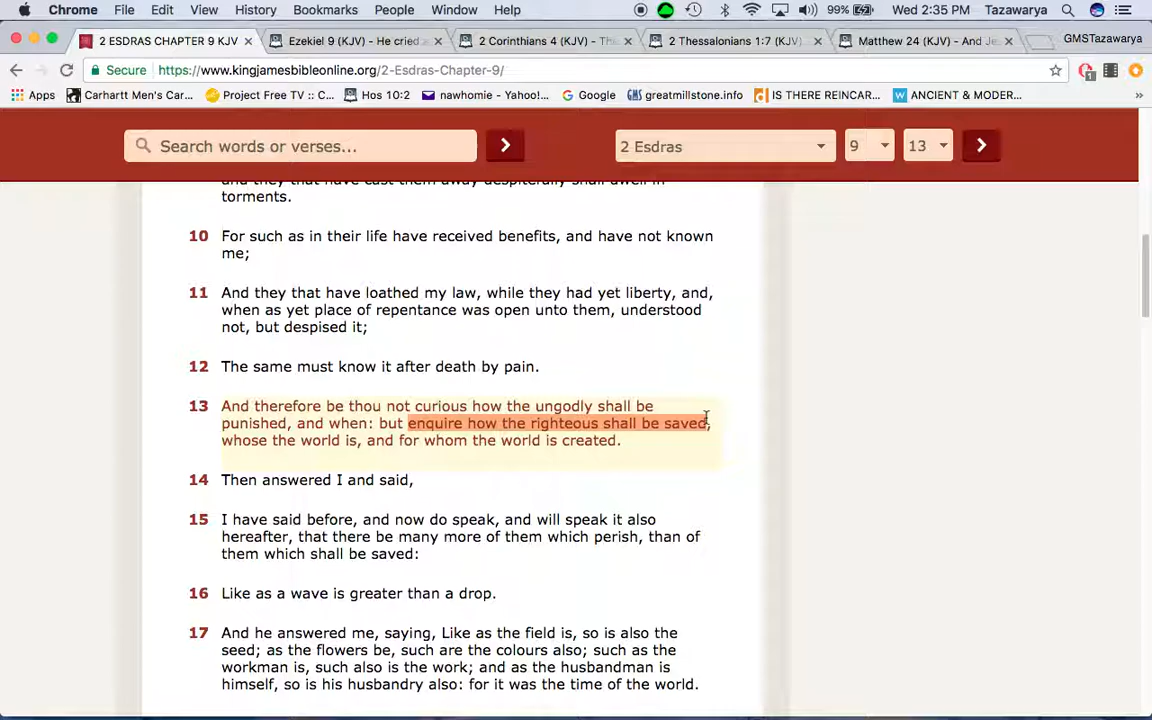 Chrome File Edit View History Bookmarks People Window Help 99% Wed 2:35 PM Tazawarya
2 ESDRAS CHAPTER 9 KJV Ezekiel 9 (KJV) - He cried 2 Corinthians 4 (KJV) - 2 Thessalonians 1:7 (KJV) Matthew 24 (KJV) - And GMSTazawarya
Secure https://www.kingjamesbibleonline.org/2-Esdras-Chapter-9/
Apps Carhartt Men's Car... Project Free TV :: C... Hos 10:2 nawhomie - Yahoo!... Google greatmillstone.info IS THERE REINCAR... ANCIENT & MODER... »
Search words or verses... 2 Esdras 9 13
and they that have cast them away despitefully shall dwell in
torments.
10 For such as in their life have received benefits, and have not known
me;
11 And they that have loathed my law, while they had yet liberty, and,
when as yet place of repentance was open unto them, understood
not, but despised it;
12 The same must know it after death by pain.
13 And therefore be thou not curious how the ungodly shall be
punished, and when: but enquire how the righteous shall be saved,
whose the world is, and for whom the world is created.
14 Then answered I and said,
15 I have said before, and now do speak, and will speak it also
hereafter, that there be many more of them which perish, than of
them which shall be saved:
16 Like as a wave is greater than a drop.
17 And he answered me, saying, Like as the field is, so is also the
seed; as the flowers be, such are the colours also; such as the
workman is, such also is the work; and as the husbandman is
himself, so is his husbandry also: for it was the time of the world.